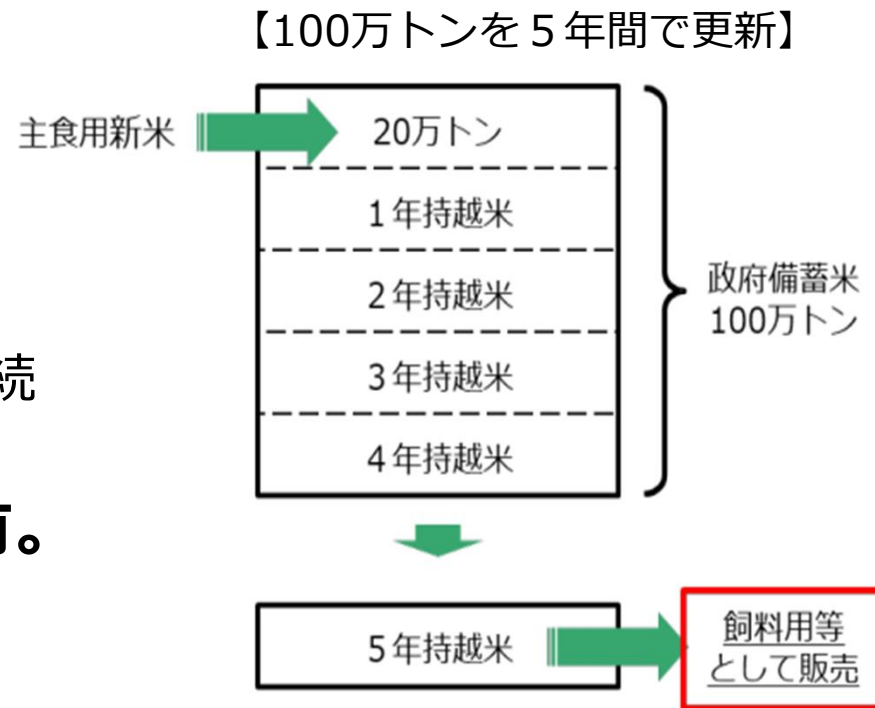 【100万トンを５年間で更新】
主食用新米
20万トン
１年持越米
２年持越米
３年持越米
４年持越米
政府備蓄米
100万トン
続
。
５年持越米
飼料用等
として販売